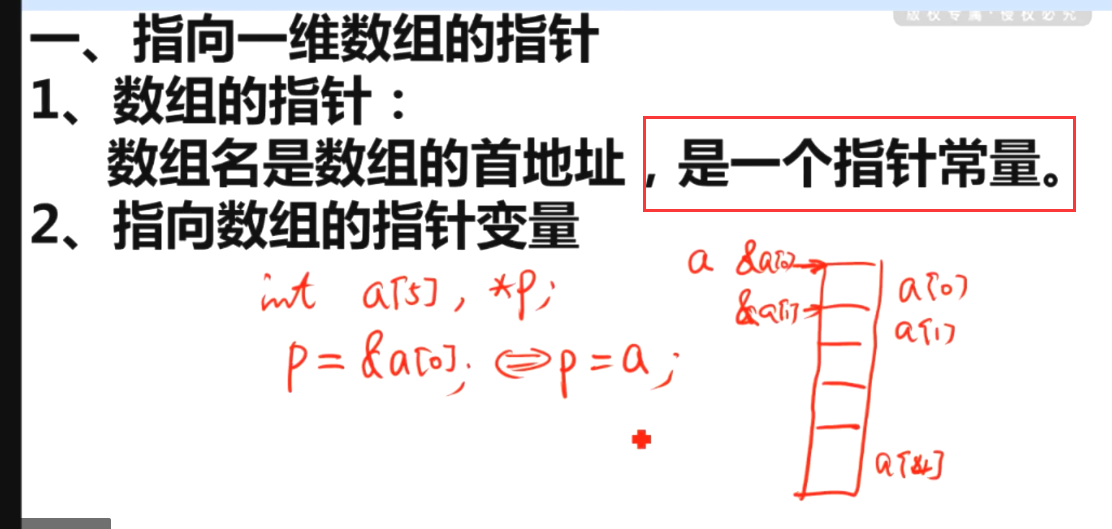 版权专属·侵权必究
一、指向一维数组的指针
1、数组的指针：
数组名是数组的首地址，是一个指针常量。
2、指向数组的指针变量
a &a[0]
a[0]
int a[5], *p;
&a[1]
a[1]
p=&a[0]; ⇔ p=a;
a[4]